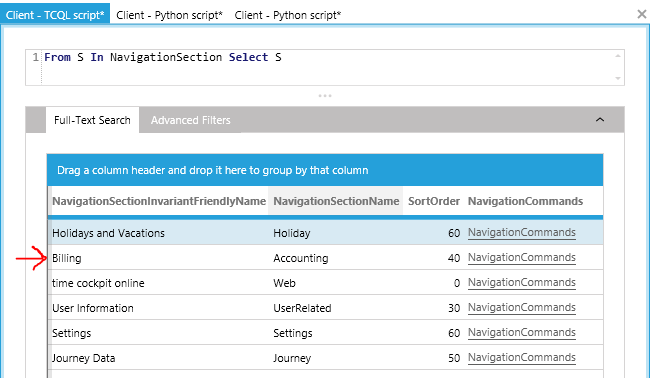 Client - TCQL script* Client - Python script* Client - Python script*
1 From S In NavigationSection Select S
Full-Text Search Advanced Filters
Drag a column header and drop it here to group by that column
NavigationSectionInvariantFriendlyName NavigationSectionName SortOrder NavigationCommands
Holidays and Vacations Holiday 60 NavigationCommands
Billing Accounting 40 NavigationCommands
time cockpit online Web 0 NavigationCommands
User Information UserRelated 30 NavigationCommands
Settings Settings 60 NavigationCommands
Journey Data Journey 50 NavigationCommands